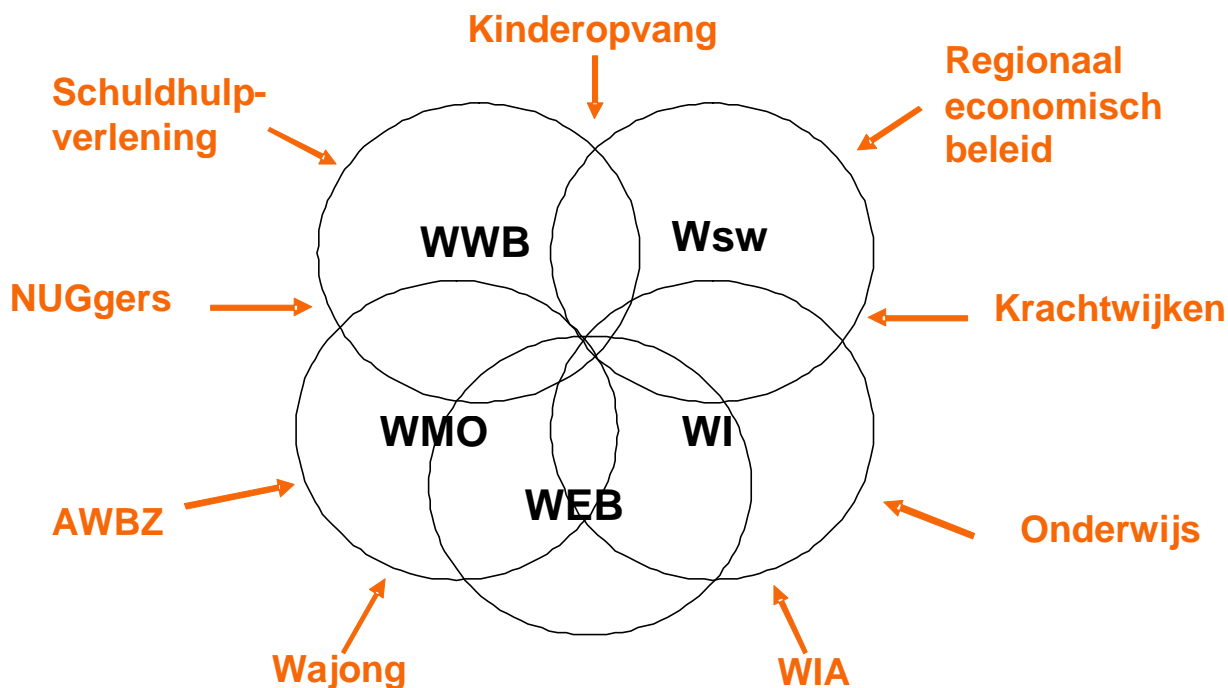 Kinderopvang
Regionaal
economisch
beleid
Schuldhulp-
verlening
WWB
Wsw
NUGgers
Krachtwijken
WMO
WI
WEB
AWBZ
Onderwijs
Wajong
WIA